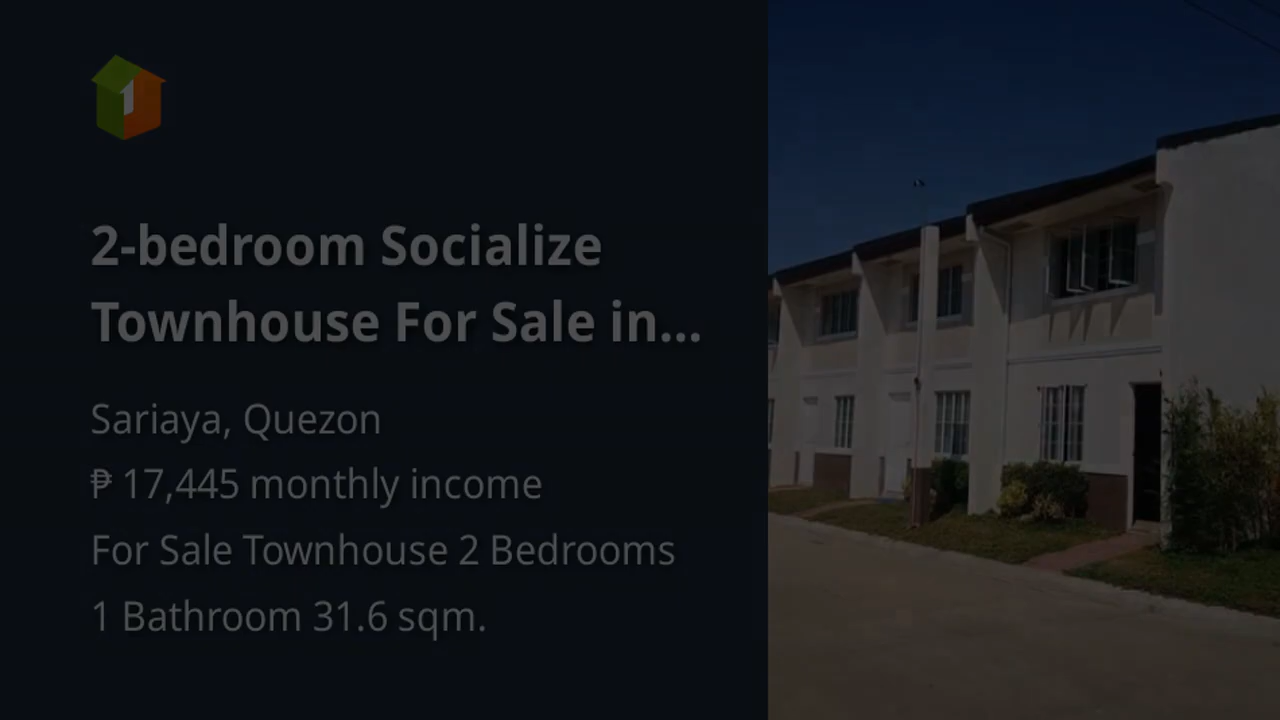 2-bedroom Socialize
Townhouse For Sale in...
Sariaya, Quezon
₱ 17,445 monthly income
For Sale Townhouse 2 Bedrooms
1 Bathroom 31.6 sqm.